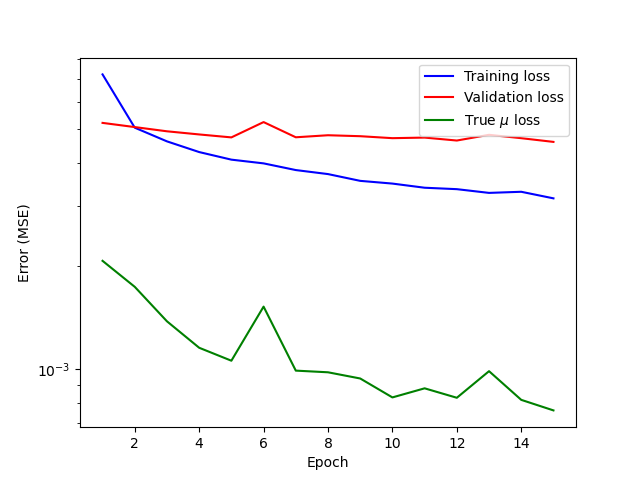 Training loss
Validation loss
True μ loss
Error (MSE)
10⁻³
2 4 6 8 10 12 14
Epoch